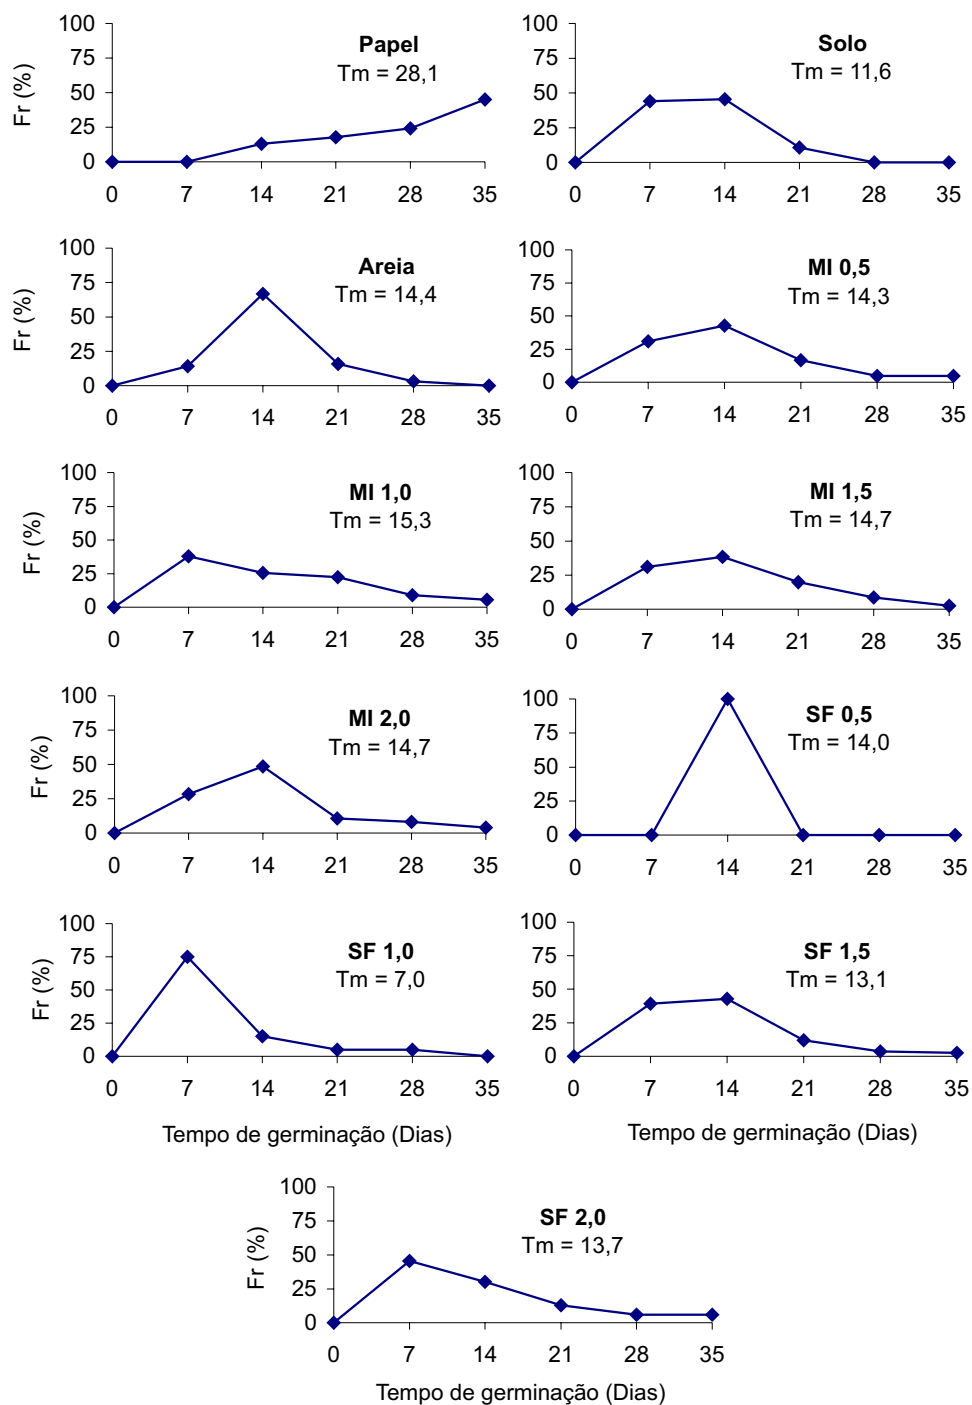 Papel
Tm = 28,1
Fr (%)
100
75
50
25
0
0 7 14 21 28 35
Solo
Tm = 11,6
100
75
50
25
0
0 7 14 21 28 35
Areia
Tm = 14,4
Fr (%)
100
75
50
25
0
0 7 14 21 28 35
MI 0,5
Tm = 14,3
100
75
50
25
0
0 7 14 21 28 35
MI 1,0
Tm = 15,3
Fr (%)
100
75
50
25
0
0 7 14 21 28 35
MI 1,5
Tm = 14,7
100
75
50
25
0
0 7 14 21 28 35
MI 2,0
Tm = 14,7
Fr (%)
100
75
50
25
0
0 7 14 21 28 35
SF 0,5
Tm = 14,0
100
75
50
25
0
0 7 14 21 28 35
SF 1,0
Tm = 7,0
Fr (%)
100
75
50
25
0
0 7 14 21 28 35
Tempo de germinação (Dias)
SF 1,5
Tm = 13,1
100
75
50
25
0
0 7 14 21 28 35
Tempo de germinação (Dias)
SF 2,0
Tm = 13,7
Fr (%)
100
75
50
25
0
0 7 14 21 28 35
Tempo de germinação (Dias)